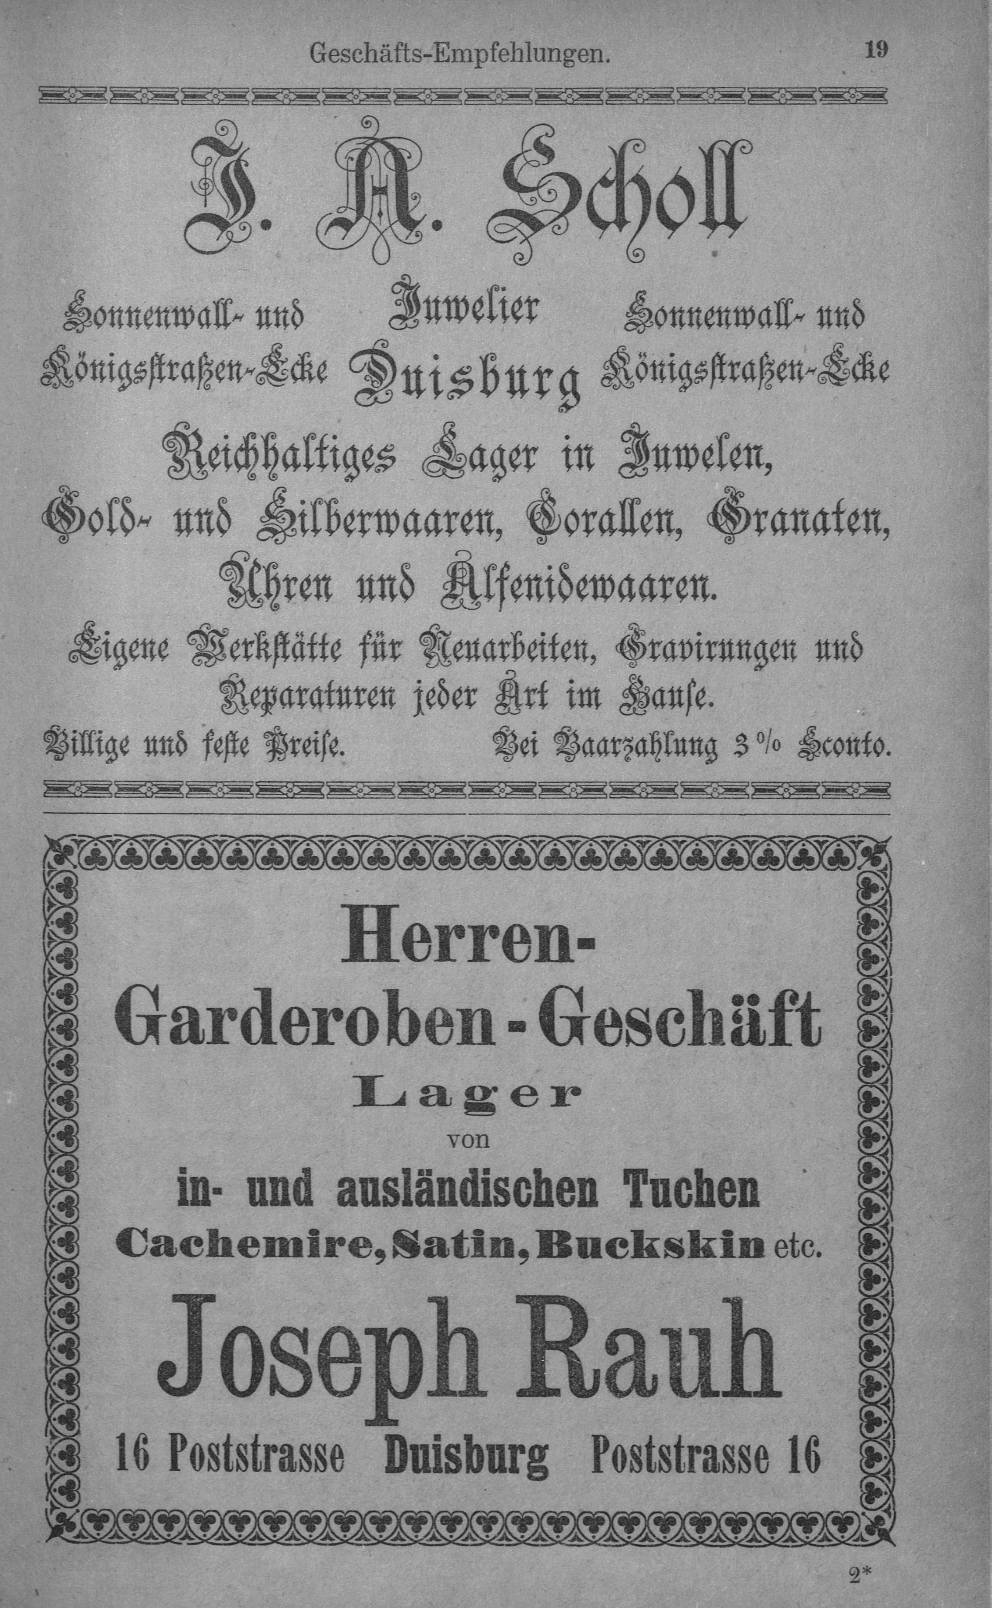 Geschäfts-Empfehlungen. 19
J. A. Scholl
Sonnenwall- und Juwelier Sonnenwall- und
Königsstraßen-Ecke Duisburg Königsstraßen-Ecke
Reichhaltiges Lager in Juwelen,
Gold- und Silberwaaren, Corallen, Granaten,
Uhren und Alfenidewaaren.
Eigene Werkstätte für Neuarbeiten, Gravirungen und
Reparaturen jeder Art im Hause.
Billige und feste Preise. Bei Baarzahlung 3% Sconto.
Herren-
Garderoben-Geschäft
Lager
von
in- und ausländischen Tuchen
Cachemire, Satin, Buckskin etc.
Joseph Rauh
16 Poststrasse Duisburg Poststrasse 16
2*